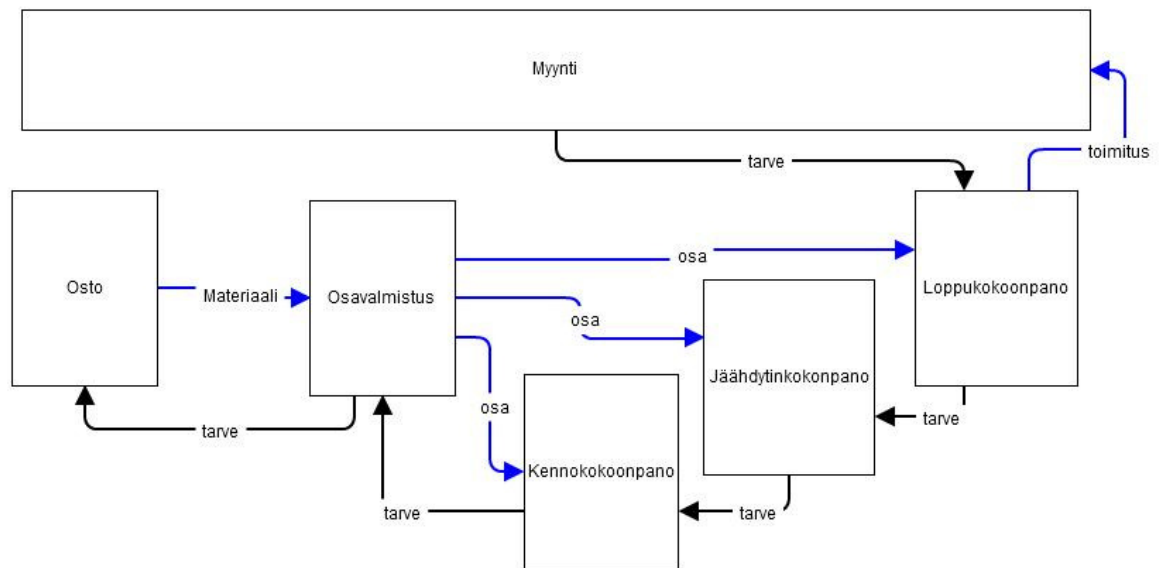 Myynti
tarve
toimitus
osa
Osto
Materiaali
Osavalmistus
Loppukokoonpano
osa
Jäähdytinkokonpano
osa
tarve
tarve
Kennokokoonpano
tarve
tarve